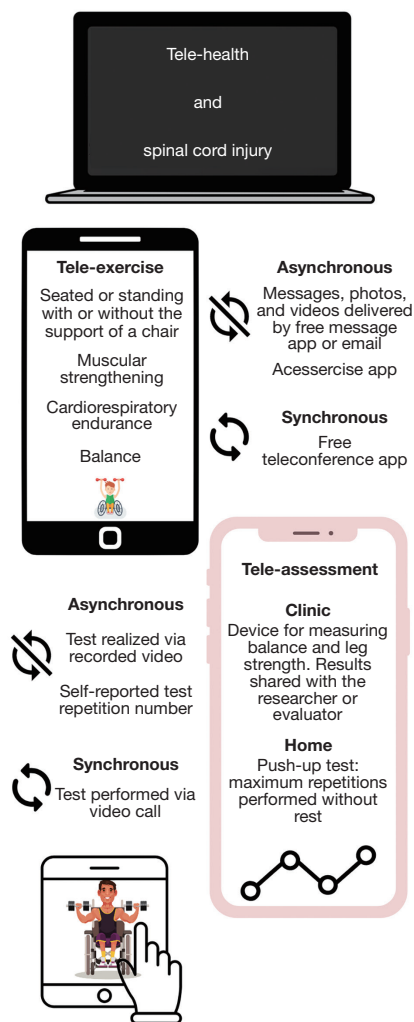 Tele-health
and
spinal cord injury
Tele-exercise
Seated or standing
with or without the
support of a chair
Muscular
strengthening
Cardiorespiratory
endurance
Balance
Asynchronous
Messages, photos,
and videos delivered
by free message
app or email
Acessercise app
Synchronous
Free
teleconference app
Asynchronous
Test realized via
recorded video
Self-reported test
repetition number
Synchronous
Test performed via
video call
Tele-assessment
Clinic
Device for measuring
balance and leg
strength. Results
shared with the
researcher or
evaluator
Home
Push-up test:
maximum repetitions
performed without
rest